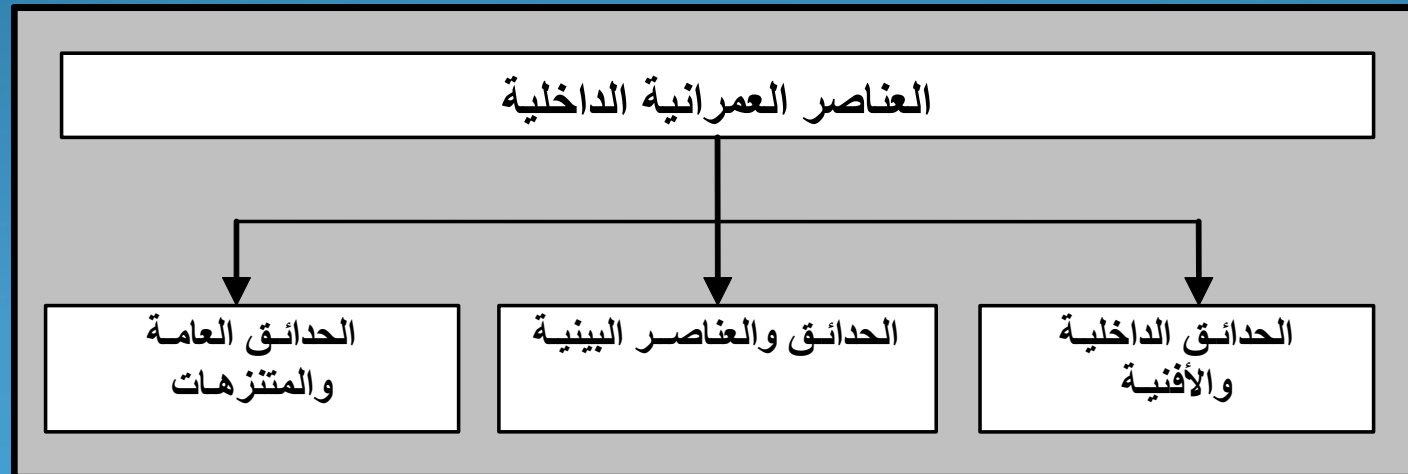 العناصر العمرانية الداخلية
الحدائق الداخلية
والأفنية
الحدائق والعناصر البينية
الحدائق العامة
والمتنزهات